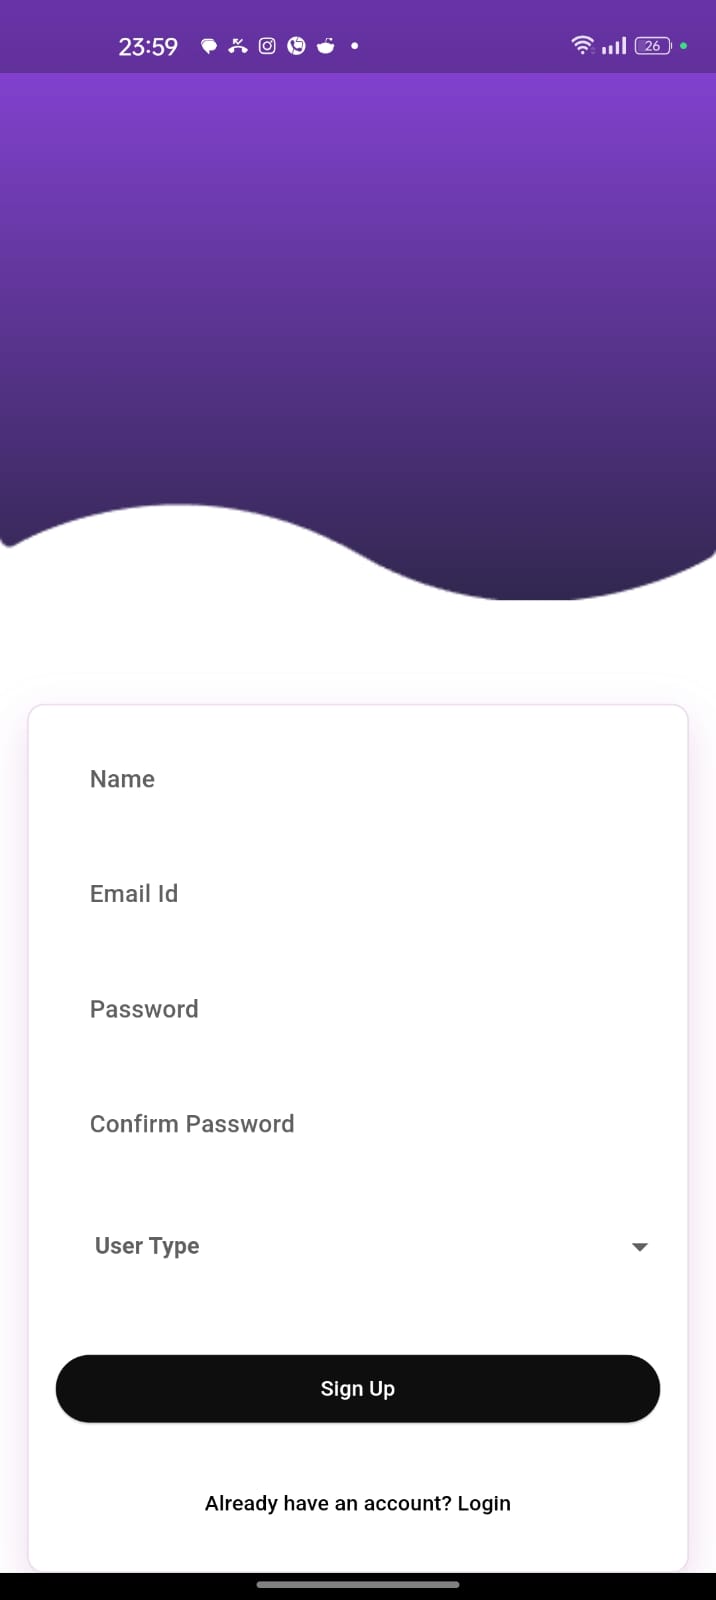 23:59
26
Name
Email Id
Password
Confirm Password
User Type
Sign Up
Already have an account? Login